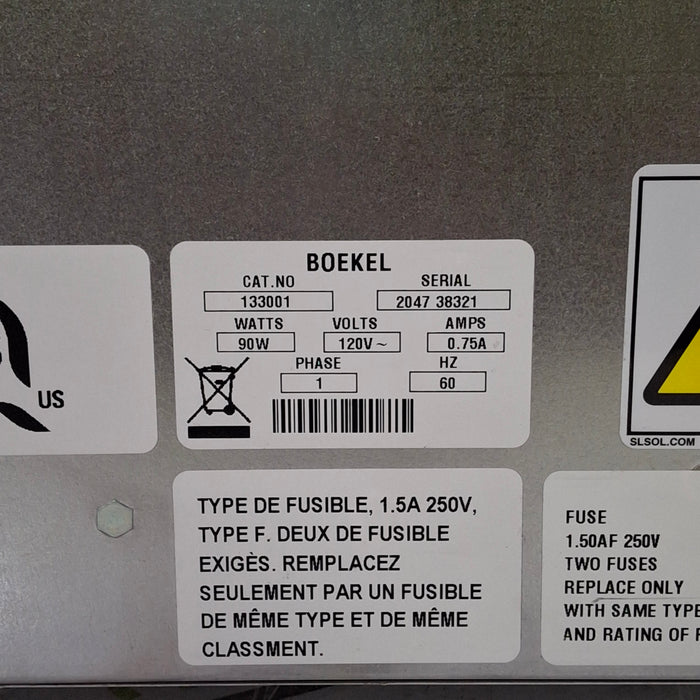 US
BOEKEL
CAT.NO SERIAL
133001 2047 38321
WATTS VOLTS AMPS
90W 120V~ 0.75A
PHASE HZ
1 60
SLSOL.COM
TYPE DE FUSIBLE, 1.5A 250V,
TYPE F. DEUX DE FUSIBLE
EXIGÈS. REMPLACEZ
SEULEMENT PAR UN FUSIBLE
DE MÊME TYPE ET DE MÊME
CLASSMENT.
FUSE
1.50AF 250V
TWO FUSES
REPLACE ONLY
WITH SAME TYPE
AND RATING OF